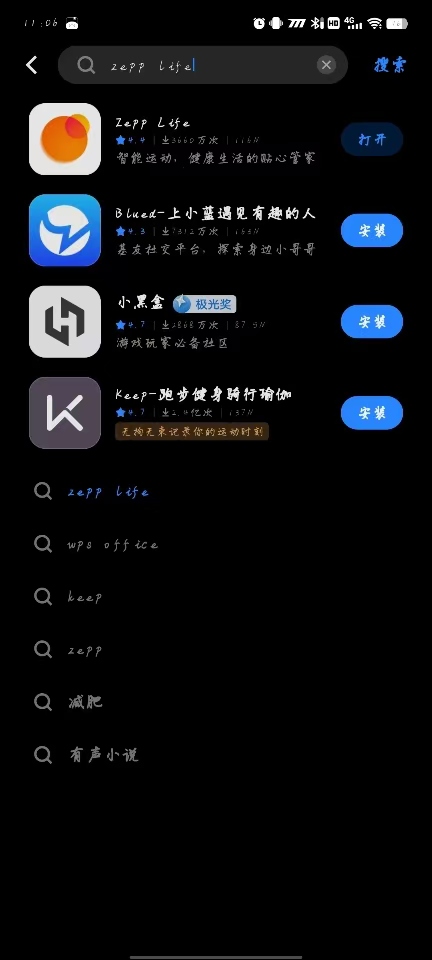 11:06 HD 4G
zepp life 搜索
Zepp Life
4.4 3660万次 116M
智能运动，健康生活的贴心管家
打开
Blued-上小蓝遇见有趣的人
4.3 7312万次 163M
基友社交平台，探索身边小哥哥
安装
小黑盒 极光奖
4.7 2868万次 87.9M
游戏玩家必备社区
安装
Keep-跑步健身骑行瑜伽
4.7 2.4亿次 137M
无拘无束记录你的运动时刻
安装
zepp life
wps office
keep
zepp
减肥
有声小说